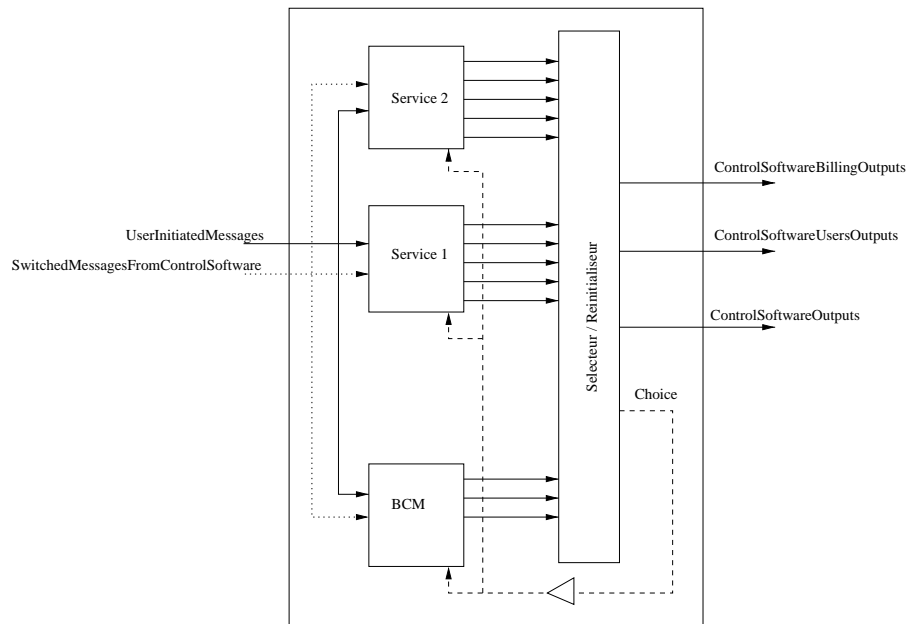 Service 2
ControlSoftwareBillingOutputs
UserInitiatedMessages
Service 1
ControlSoftwareUsersOutputs
SwitchedMessagesFromControlSoftware
Selecteur / Reinitialiseur
ControlSoftwareOutputs
Choice
BCM